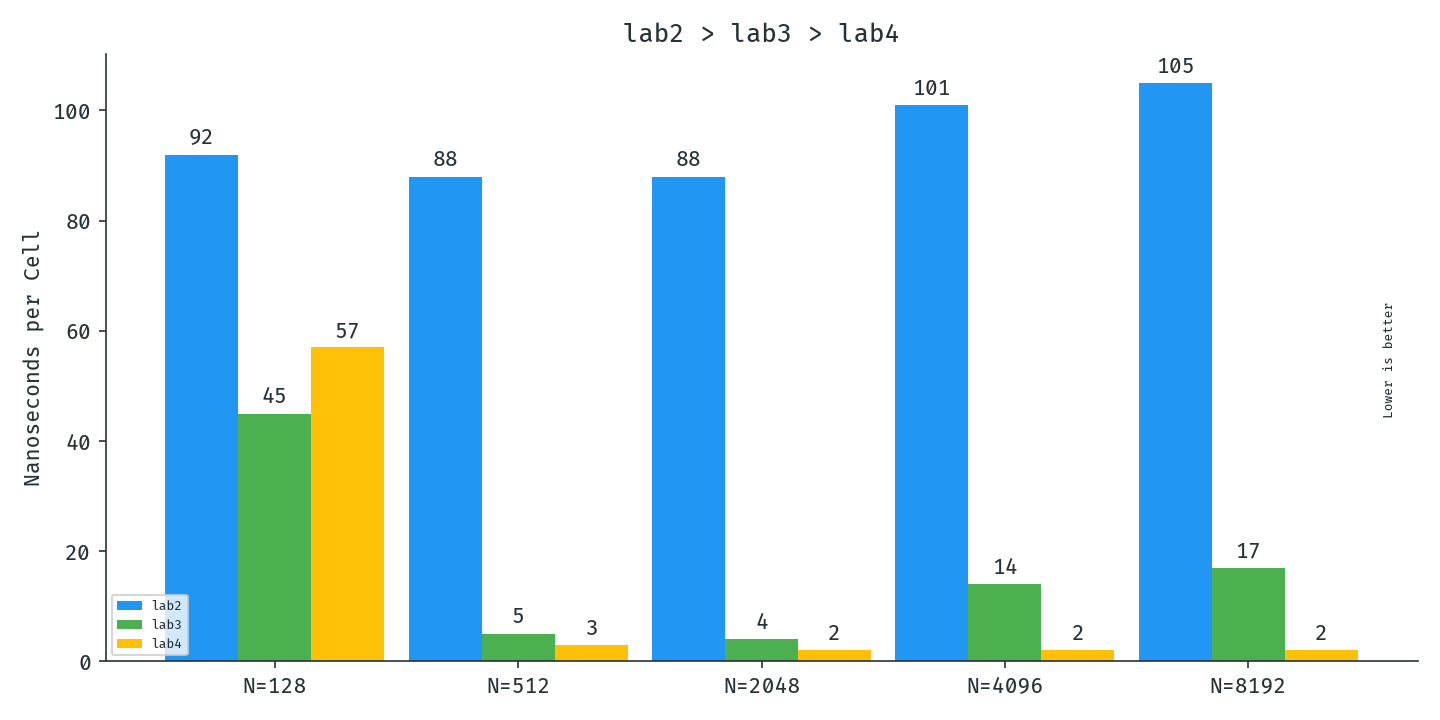 lab2 > lab3 > lab4
Nanoseconds per Cell
100
80
60
40
20
0
92
45
57
88
5
3
88
4
2
101
14
2
105
17
2
lab2
lab3
lab4
N=128
N=512
N=2048
N=4096
N=8192
Lower is better